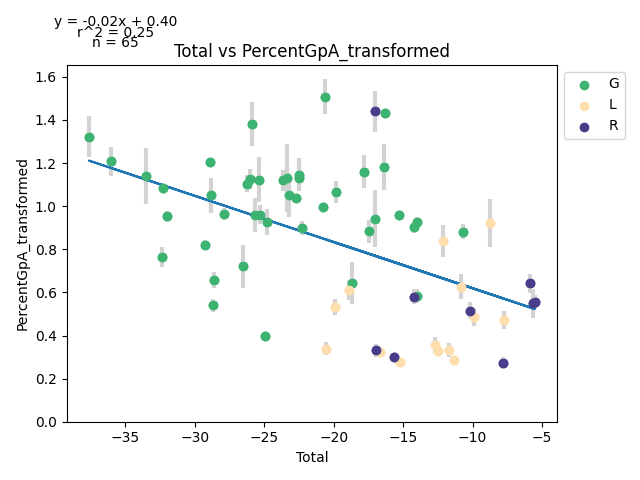 y = -0.02x + 0.40
r^2 = 0.25
n = 65
Total vs PercentGpA_transformed
G
L
R
PercentGpA_transformed
1.6
1.4
1.2
1.0
0.8
0.6
0.4
0.2
0.0
−35 −30 −25 −20 −15 −10 −5
Total